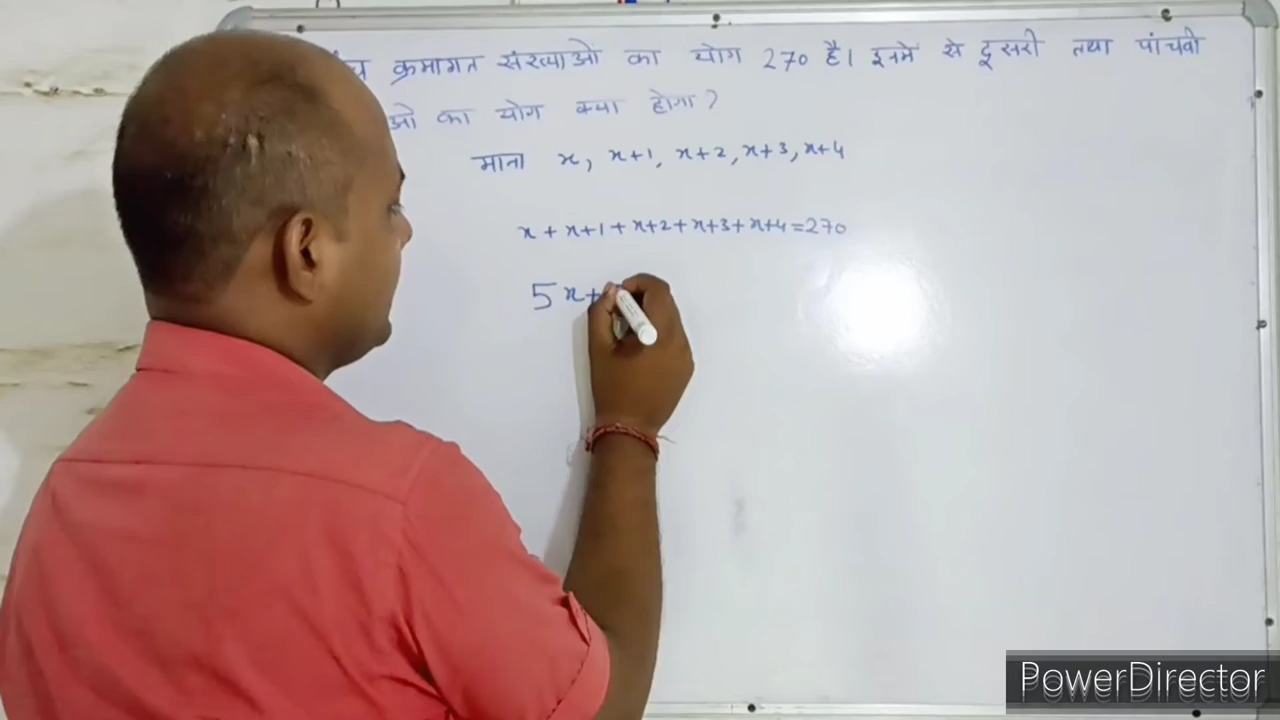 क्रमागत संख्याओ का योग 270 है। इनमें से दूसरी तथा पांचवी
ओ का योग क्या होगा?
माना x, x+1, x+2, x+3, x+4
x + x+1 + x+2 + x+3 + x+4 = 270
5x+
PowerDirector